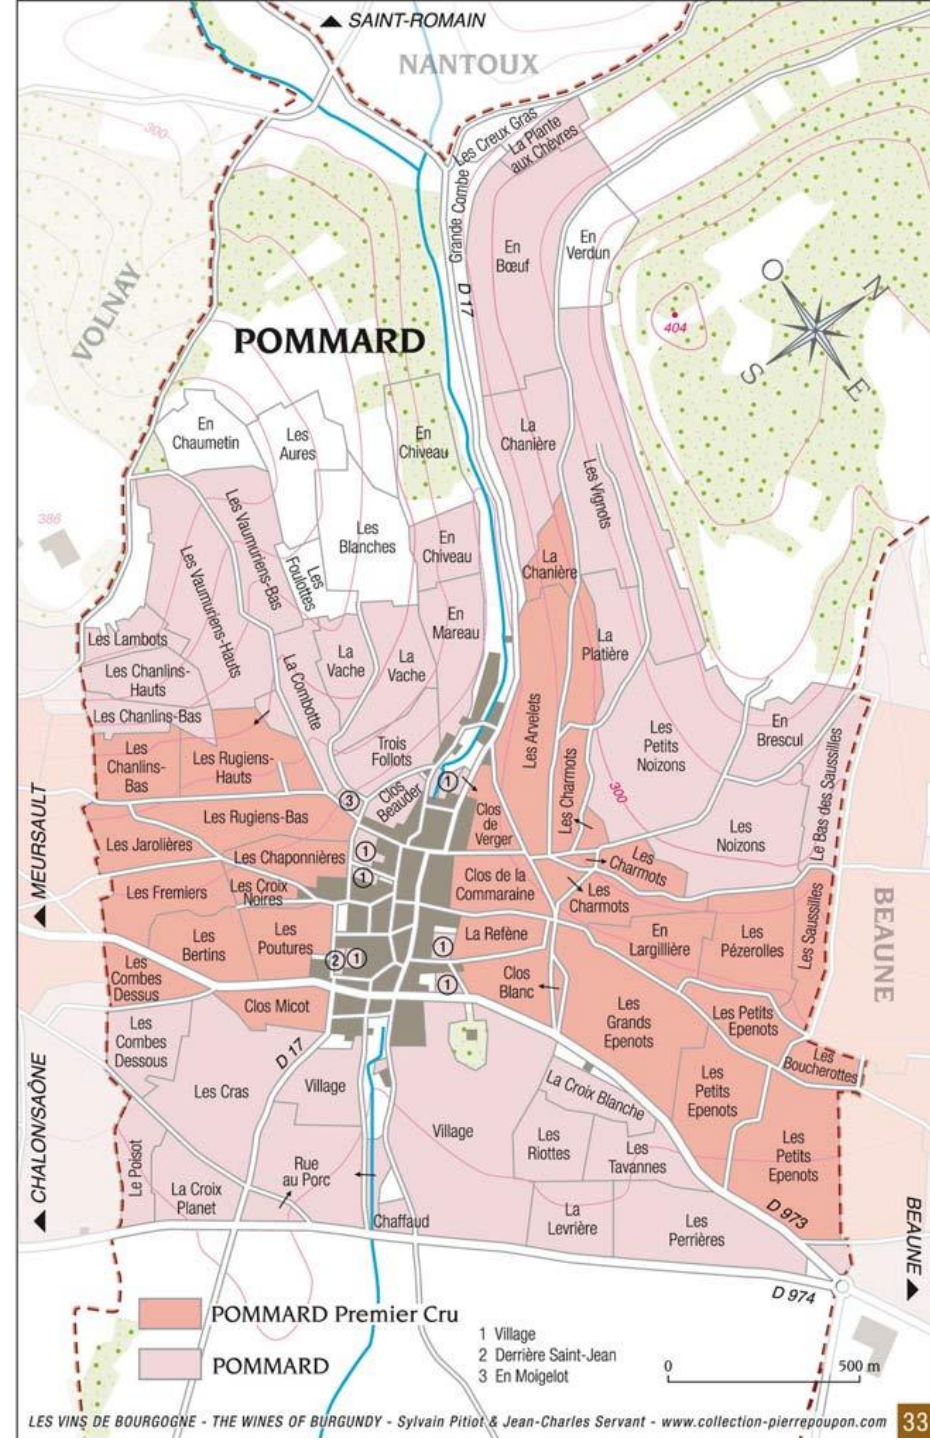 SAINT-ROMAIN
NANTOUX
300
Les Creux Gras
La Plante
aux Chèvres
Grande Combe
D 17
En
Bœuf
En
Verdun
VOLNAY
POMMARD
404
O
N
S
E
En
Chaumetin
Les
Aures
En
Chiveau
La
Chanière
Les Vignots
386
Les Vaumuriens-Bas
Les Vaumuriens-Hauts
Les
Foulottes
Les
Blanches
En
Chiveau
La
Chanière
En
Mareau
La
Platière
Les Lambots
Les Chanlins-
Hauts
Les Chanlins-Bas
La Combotte
La
Vache
La
Vache
Trois
Follots
Les Arvelets
Les
Petits
Noizons
En
Brescul
Les
Chanlins-
Bas
Les Rugiens-
Hauts
Clos
Beauder
1
3
Les Charmots
300
Le Bas des Saussilles
Les Rugiens-Bas
Clos
de
Verger
Les
Noizons
MEURSAULT
Les Jarolières
Les Chaponnières
1
1
Les
Charmots
Les Fremiers
Les Croix
Noires
Clos de la
Commaraine
Les
Charmots
BEAUNE
Les
Bertins
Les
Poutures
2
1
1
La Refène
En
Largillière
Les
Pézerolles
Les Saussilles
Les
Combes
Dessus
Clos Micot
1
Clos
Blanc
Les
Grands
Epenots
Les Petits
Epenots
Les
Combes
Dessous
D 17
Les
Boucherottes
Les Cras
Village
La Croix Blanche
Les
Petits
Epenots
CHALON/SAÔNE
Village
Les
Riottes
Les
Tavannes
Les
Petits
Epenots
Le Poisot
La Croix
Planet
Rue
au Porc
Chaffaud
La
Levrière
Les
Perrières
D 973
BEAUNE
D 974
POMMARD Premier Cru
POMMARD
1 Village
2 Derrière Saint-Jean
3 En Moigelot
0 500 m
LES VINS DE BOURGOGNE - THE WINES OF BURGUNDY - Sylvain Pitiot & Jean-Charles Servant - www.collection-pierrepoupon.com 33